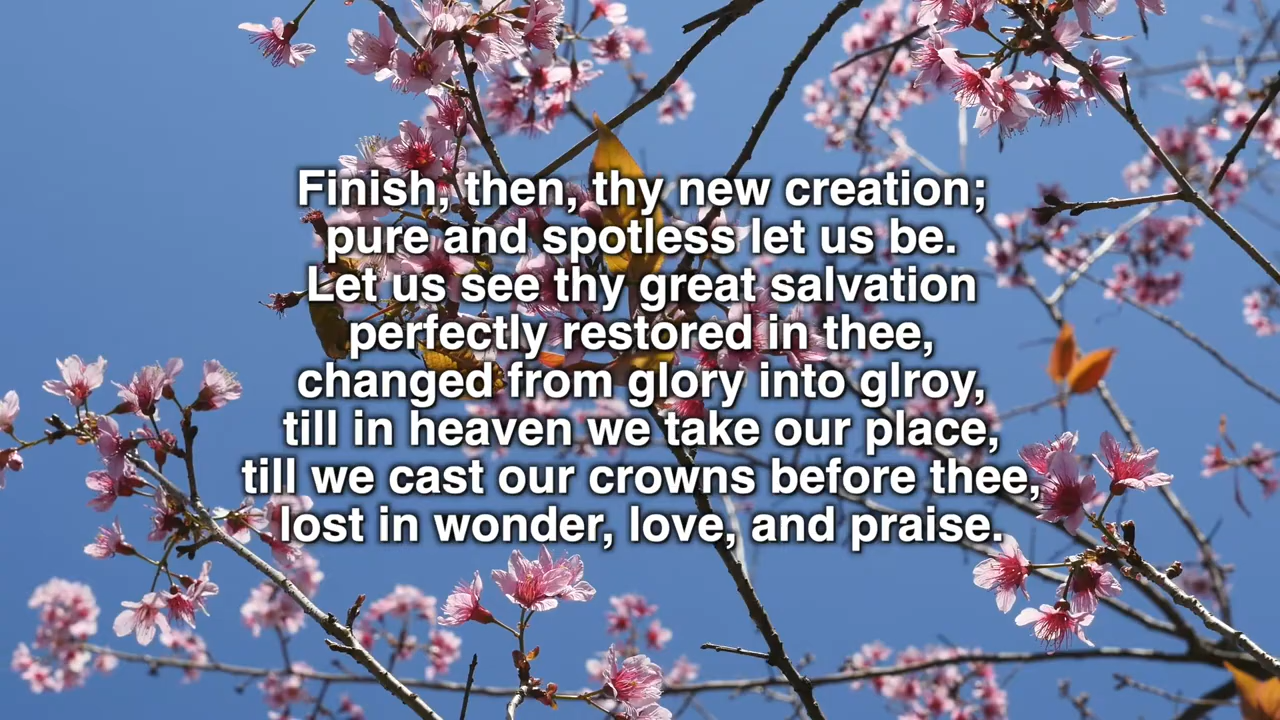 Finish, then, thy new creation;
pure and spotless let us be.
Let us see thy great salvation
perfectly restored in thee,
changed from glory into glroy,
till in heaven we take our place,
till we cast our crowns before thee,
lost in wonder, love, and praise.